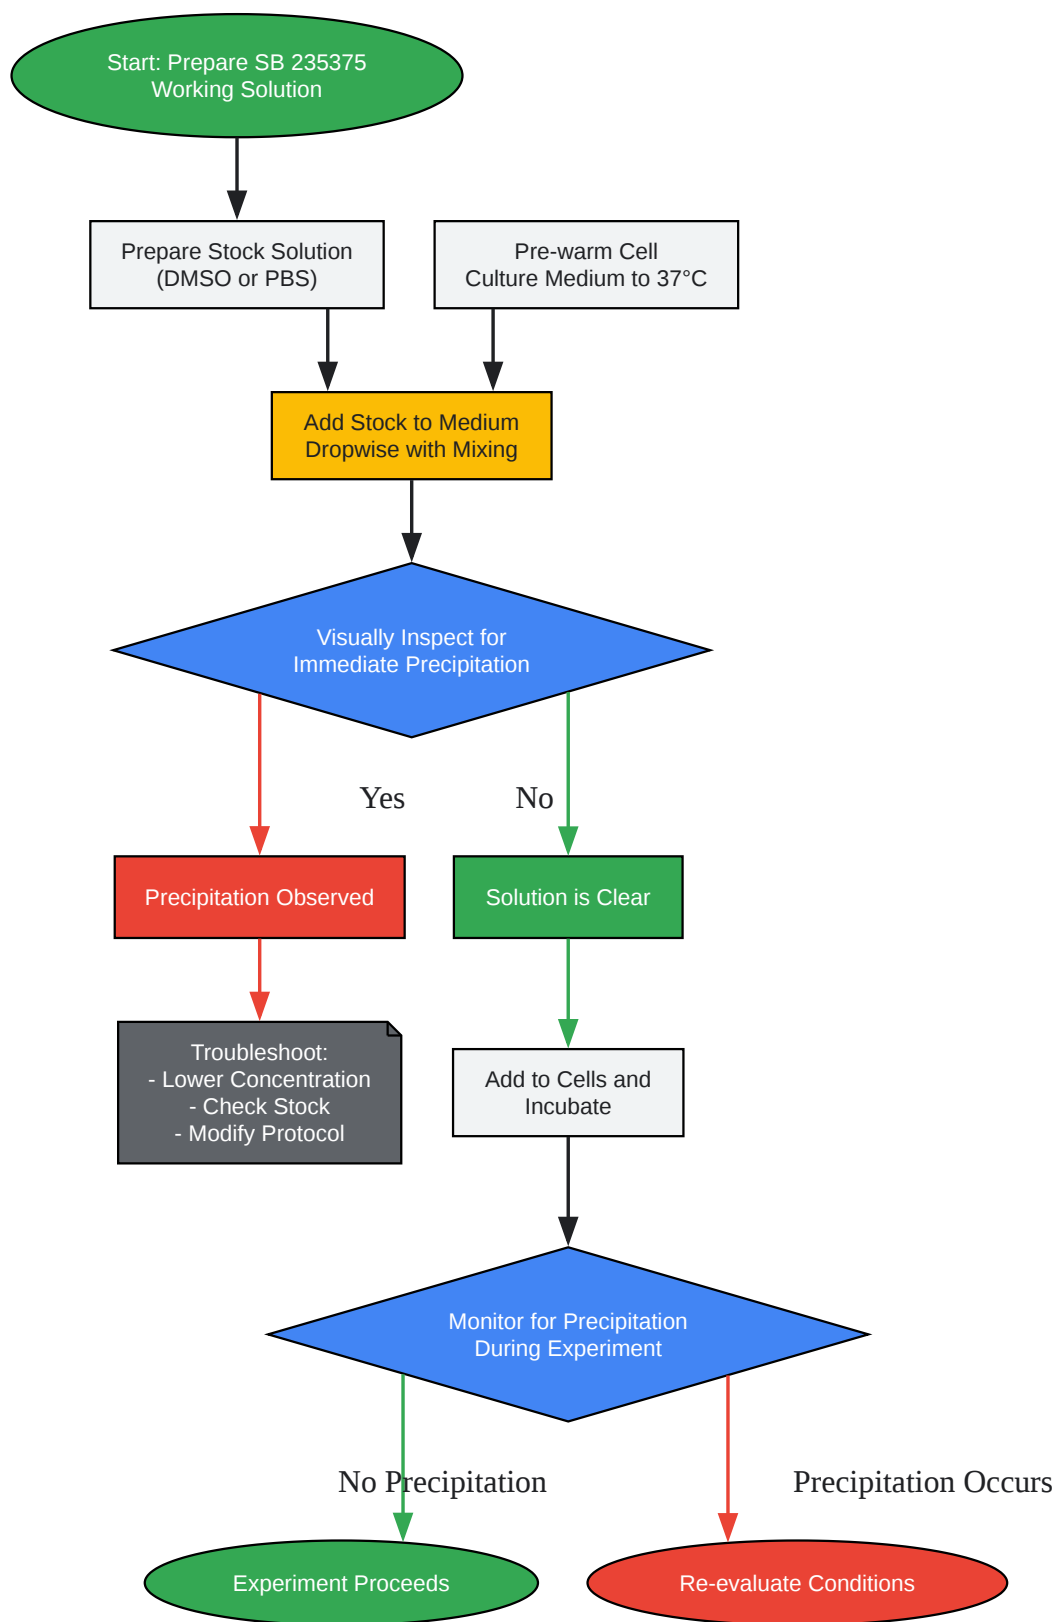 Start: Prepare SB 235375
Working Solution
Prepare Stock Solution
(DMSO or PBS)
Pre-warm Cell
Culture Medium to 37°C
Add Stock to Medium
Dropwise with Mixing
Visually Inspect for
Immediate Precipitation
Yes
No
Precipitation Observed
Solution is Clear
Troubleshoot:
- Lower Concentration
- Check Stock
- Modify Protocol
Add to Cells and
Incubate
Monitor for Precipitation
During Experiment
No Precipitation
Precipitation Occurs
Experiment Proceeds
Re-evaluate Conditions